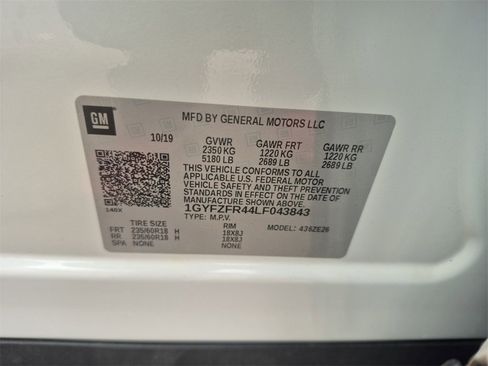 GM
MFD BY GENERAL MOTORS LLC
10/19 GVWR GAWR FRT GAWR RR
2350 KG 1220 KG 1220 KG
5180 LB 2689 LB 2689 LB
THIS VEHICLE CONFORMS TO ALL
APPLICABLE U.S. FEDERAL MOTOR
VEHICLE SAFETY AND THEFT PREVENTION
STANDARDS IN EFFECT ON THE DATE OF
MANUFACTURE SHOWN ABOVE.
1GYFZFR44LF043843
TYPE: M.P.V.
TIRE SIZE RIM MODEL:
FRT 235/60R18 H 18X8J
RR 235/60R18 H 18X8J
SPA NONE NONE